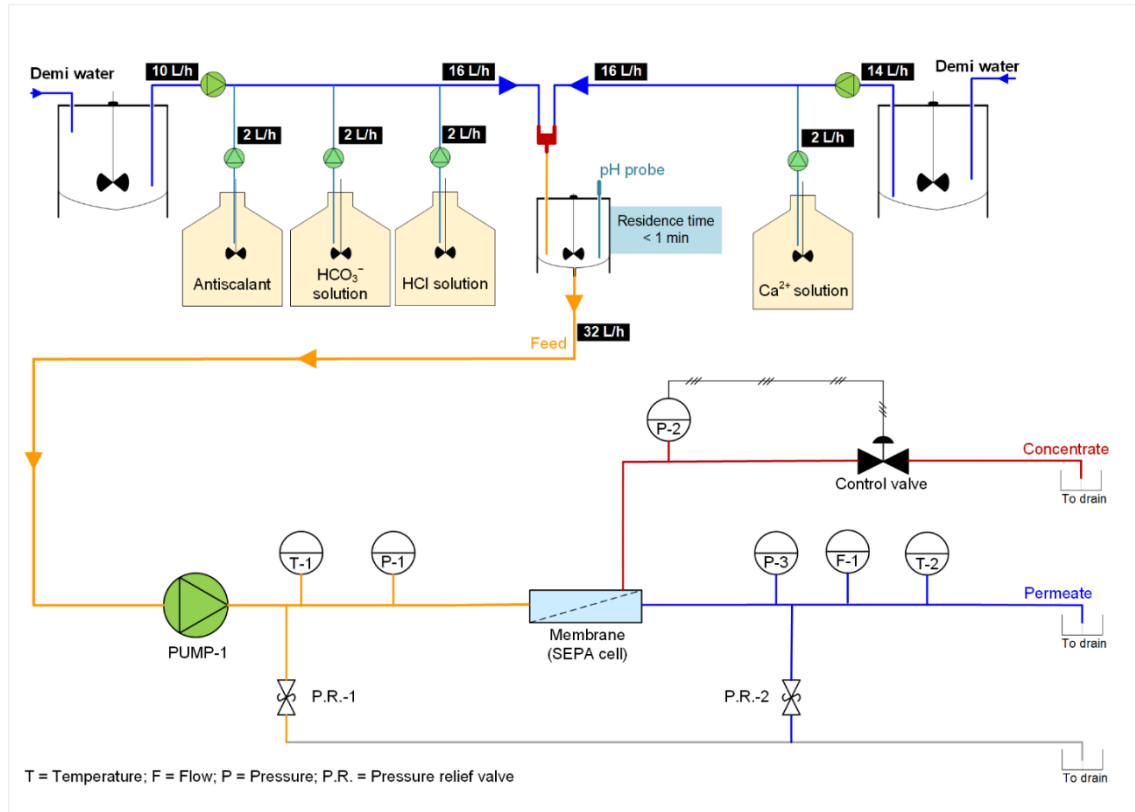 Demi water
10 L/h
16 L/h
16 L/h
14 L/h
Demi water
2 L/h
2 L/h
2 L/h
2 L/h
pH probe
Residence time
< 1 min
Antiscalant
HCO₃⁻
solution
HCl solution
Ca²⁺ solution
32 L/h
Feed
P-2
Concentrate
Control valve
To drain
T-1
P-1
P-3
F-1
T-2
Permeate
PUMP-1
Membrane
(SEPA cell)
To drain
P.R.-1
P.R.-2
T = Temperature; F = Flow; P = Pressure; P.R. = Pressure relief valve
To drain